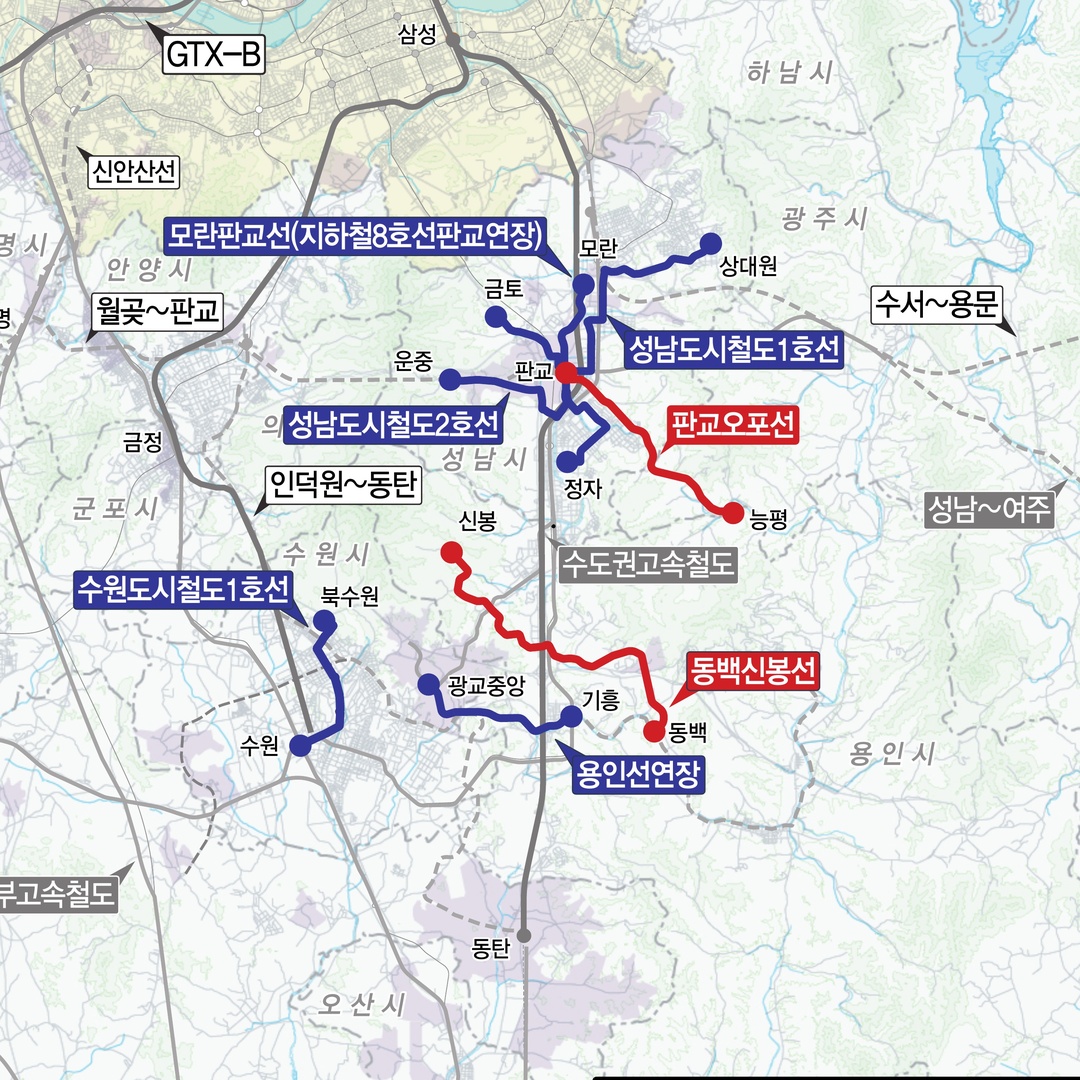 삼성
GTX-B
하남시
신안산선
광주시
명시
안양시
모란판교선(지하철8호선판교연장)
모란
상대원
금토
월곶~판교
수서~용문
명
운중
판교
성남도시철도1호선
의
성남도시철도2호선
판교오포선
금정
성남시
정자
인덕원~동탄
군포시
신봉
능평
성남~여주
수원시
수도권고속철도
수원도시철도1호선
북수원
동백신봉선
광교중앙
기흥
수원
동백
용인시
용인선연장
부고속철도
동탄
오산시